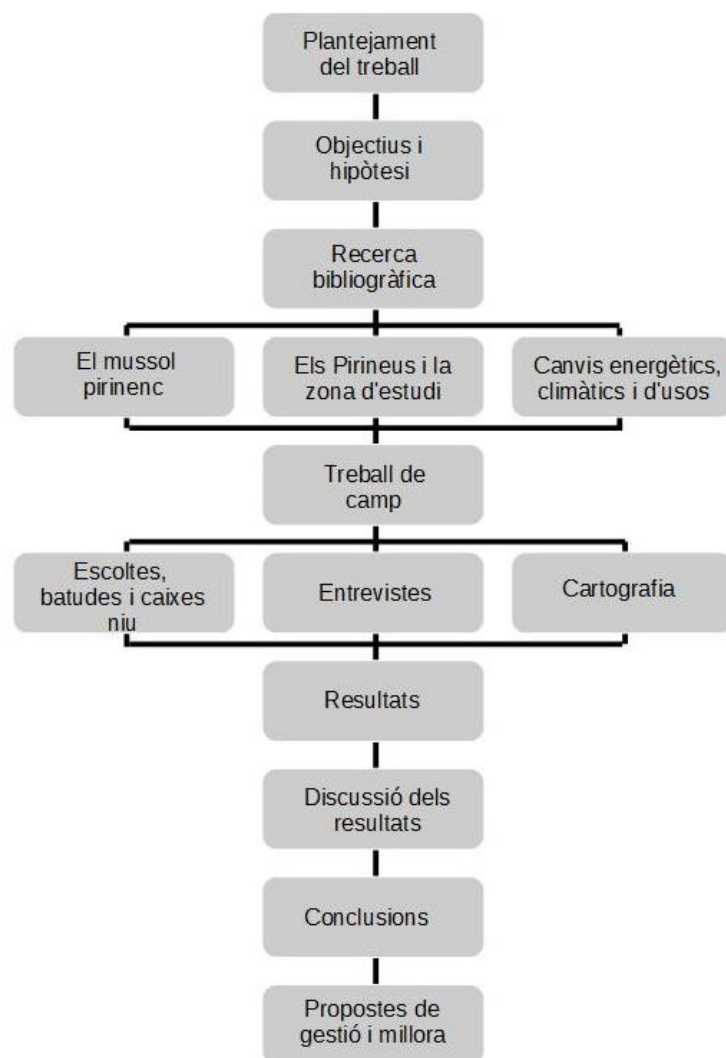 Plantejament
del treball
Objectius i
hipòtesi
Recerca
bibliogràfica
El mussol
pirinenc
Els Pirineus i la
zona d'estudi
Canvis energètics,
climàtics i d'usos
Treball de
camp
Escoltes,
batudes i caixes
niu
Entrevistes
Cartografia
Resultats
Discussió dels
resultats
Conclusions
Propostes de
gestió i millora